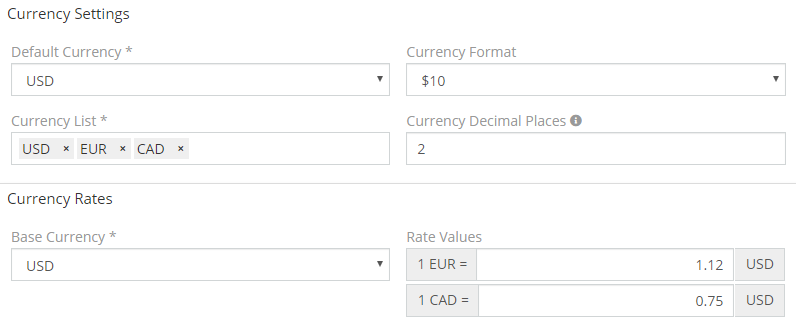 Currency Settings
Default Currency * Currency Format
USD $10
Currency List * Currency Decimal Places
USD × EUR × CAD × 2
Currency Rates
Base Currency * Rate Values
USD 1 EUR = 1.12 USD
1 CAD = 0.75 USD